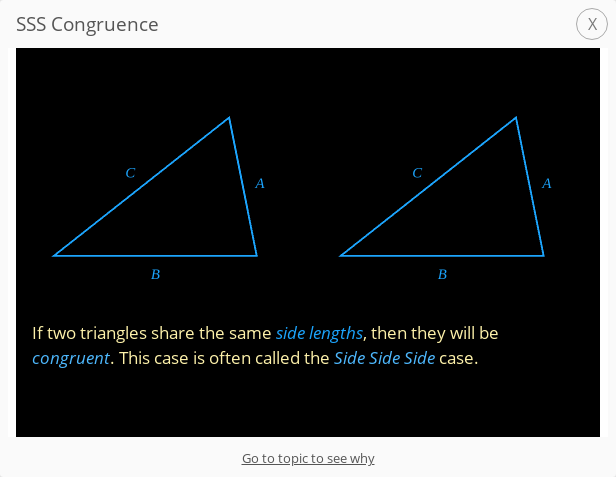 SSS Congruence
X
C
A
B
C
A
B
If two triangles share the same side lengths, then they will be
congruent. This case is often called the Side Side Side case.
Go to topic to see why